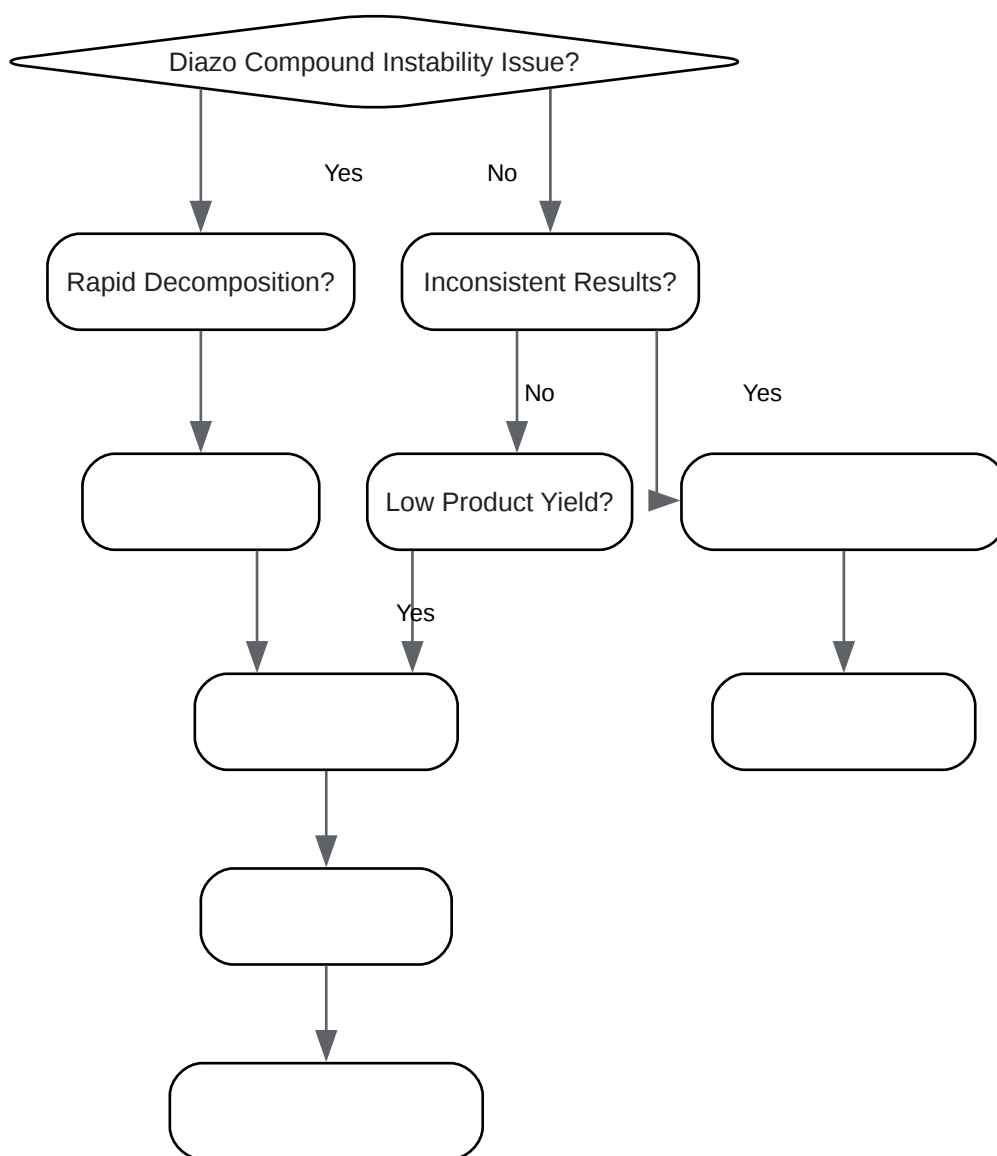 Diazo Compound Instability Issue?
Yes
No
Rapid Decomposition?
Inconsistent Results?
No
Yes
Low Product Yield?
Yes